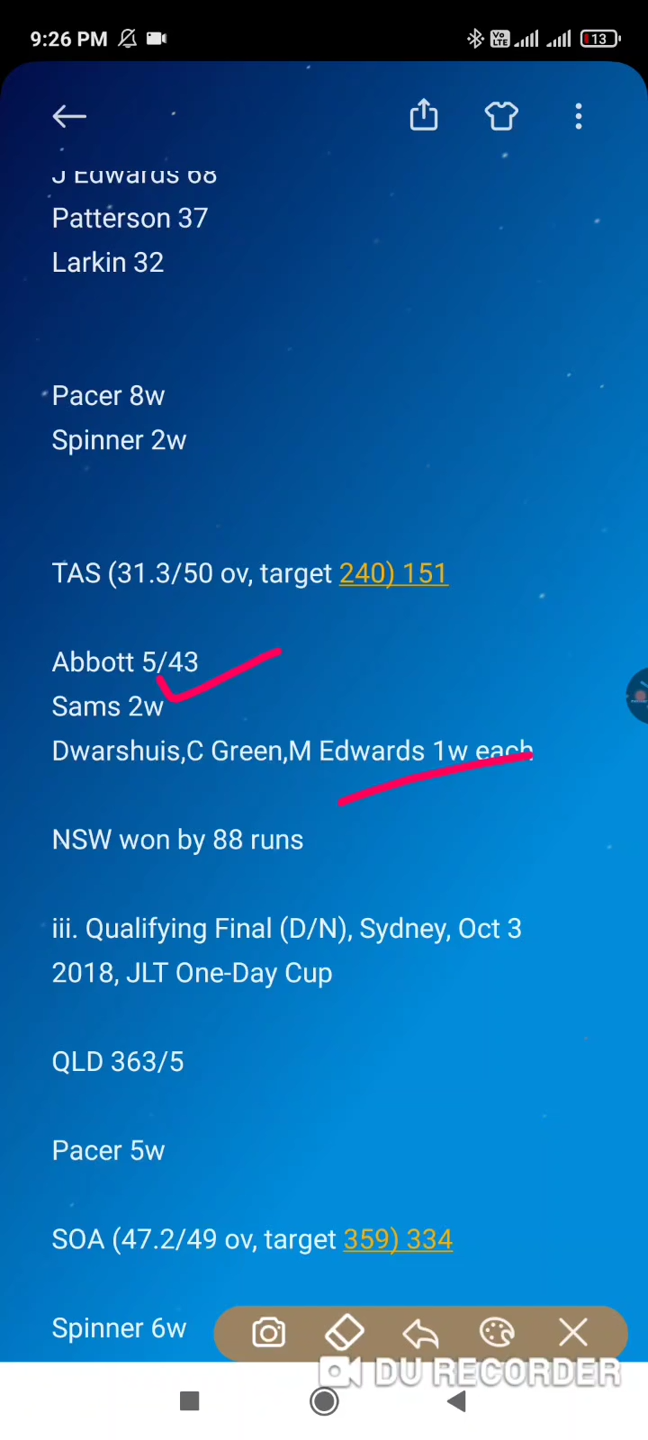 9:26 PM
Vo LTE
13
J Edwards 68
Patterson 37
Larkin 32
Pacer 8w
Spinner 2w
TAS (31.3/50 ov, target 240) 151
Abbott 5/43
Sams 2w
Dwarshuis,C Green,M Edwards 1w each
NSW won by 88 runs
iii. Qualifying Final (D/N), Sydney, Oct 3
2018, JLT One-Day Cup
QLD 363/5
Pacer 5w
SOA (47.2/49 ov, target 359) 334
Spinner 6w
DU RECORDER